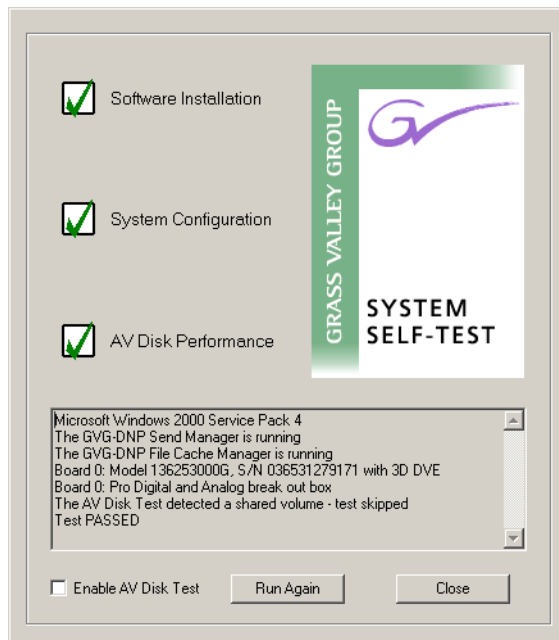 Software Installation
System Configuration
AV Disk Performance
GRASS VALLEY GROUP
GV
SYSTEM
SELF-TEST
Microsoft Windows 2000 Service Pack 4
The GVG-DNP Send Manager is running
The GVG-DNP File Cache Manager is running
Board 0: Model 136253000G, S/N 036531279171 with 3D DVE
Board 0: Pro Digital and Analog break out box
The AV Disk Test detected a shared volume - test skipped
Test PASSED
Enable AV Disk Test
Run Again
Close